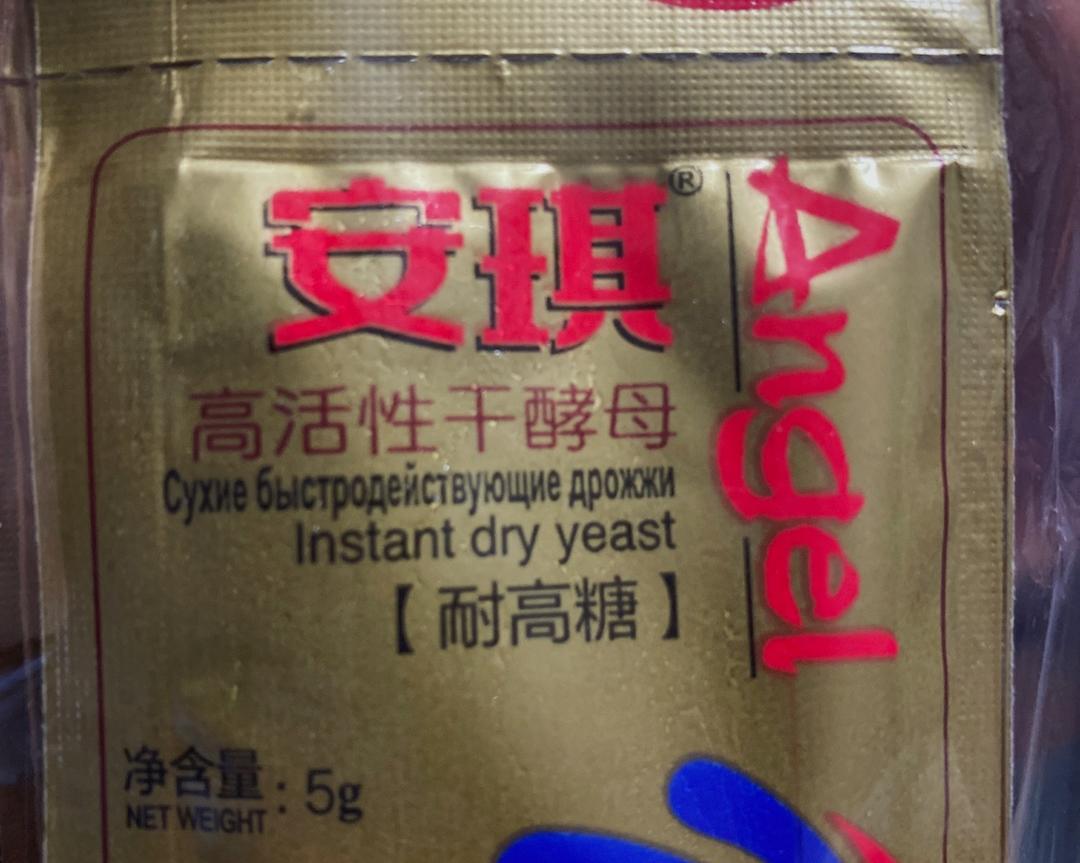 安琪®
Angel
高活性干酵母
Сухие быстродействующие дрожжи
Instant dry yeast
【耐高糖】
净含量: 5g
NET WEIGHT